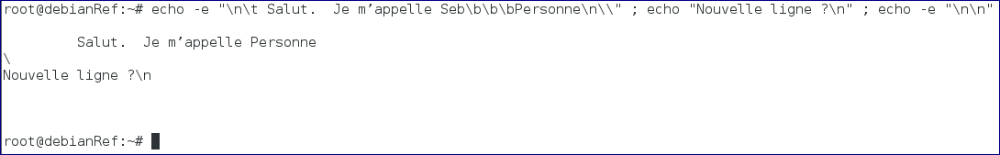 root@debianRef:~# echo -e "\n\t Salut.  Je m’appelle Seb\b\b\bPersonne\n\\" ; echo "Nouvelle ligne ?\n" ; echo -e "\n\n"
Salut.  Je m’appelle Personne
\
Nouvelle ligne ?\n
root@debianRef:~#